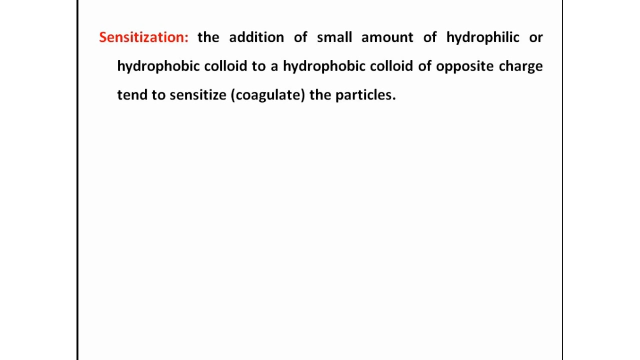 Sensitization: the addition of small amount of hydrophilic or
hydrophobic colloid to a hydrophobic colloid of opposite charge
tend to sensitize (coagulate) the particles.